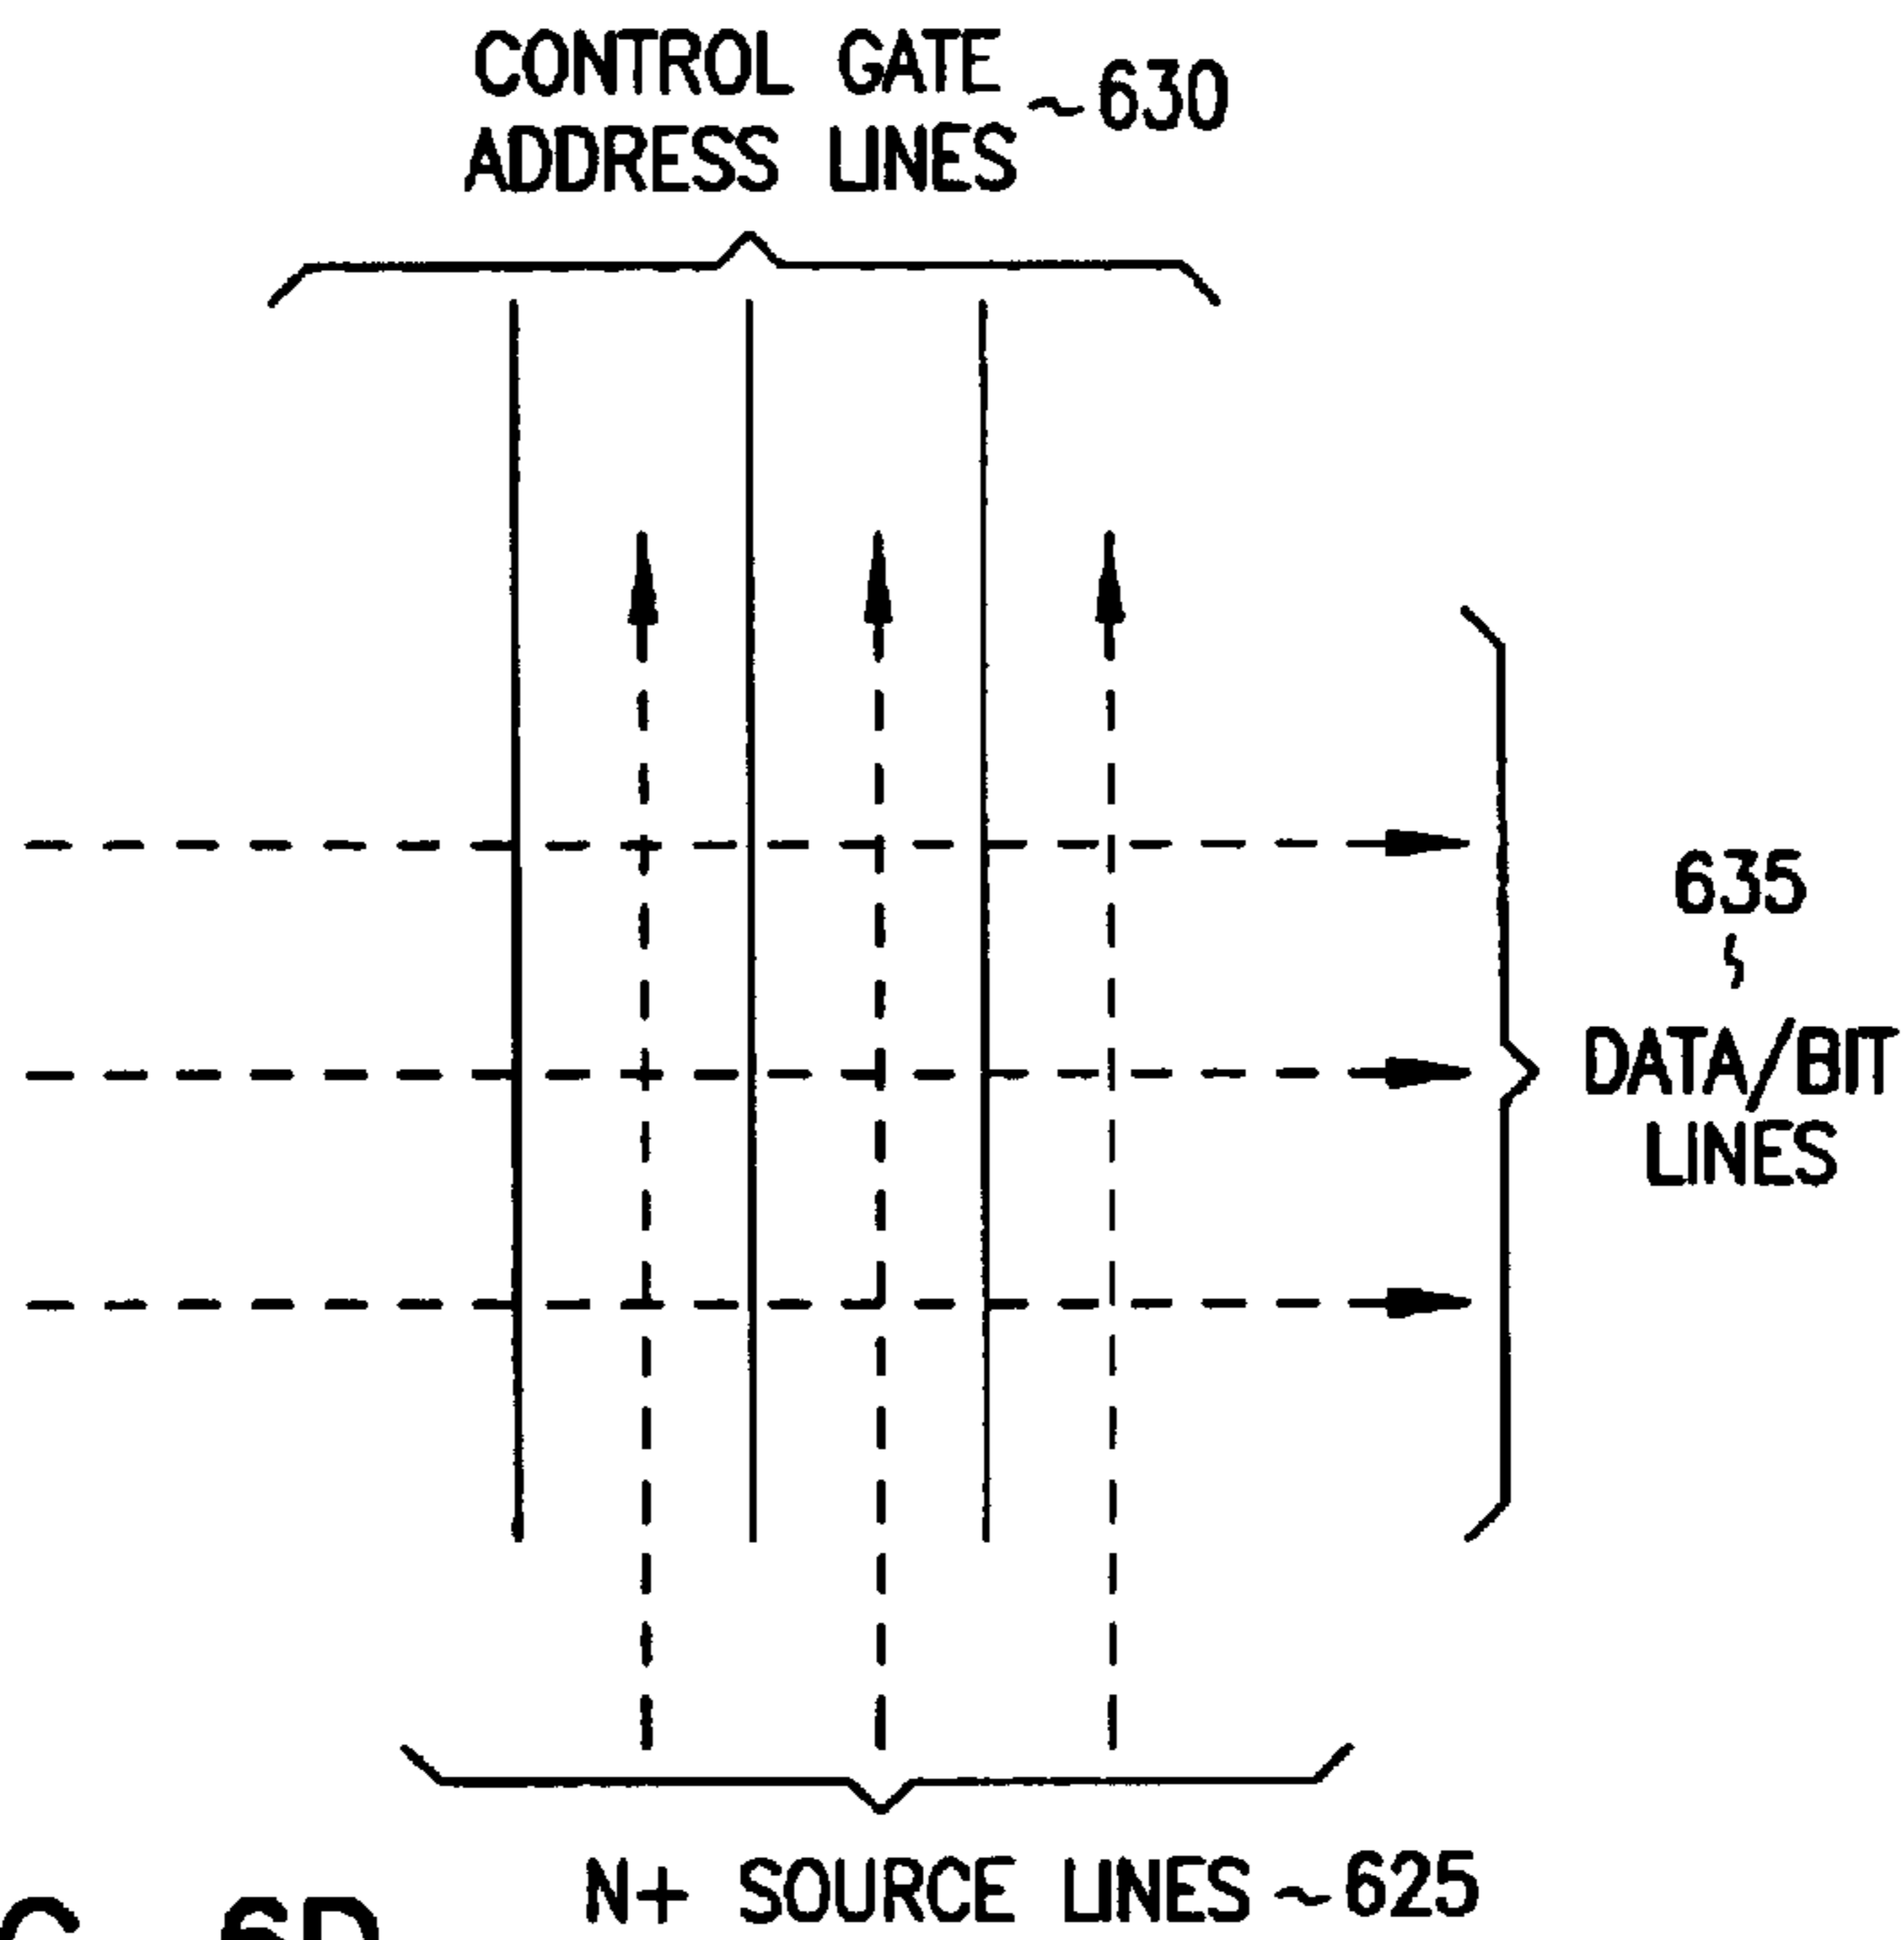 CONTROL GATE
ADDRESS LINES ~630
635
DATA/BIT
LINES
N+ SOURCE LINES ~625